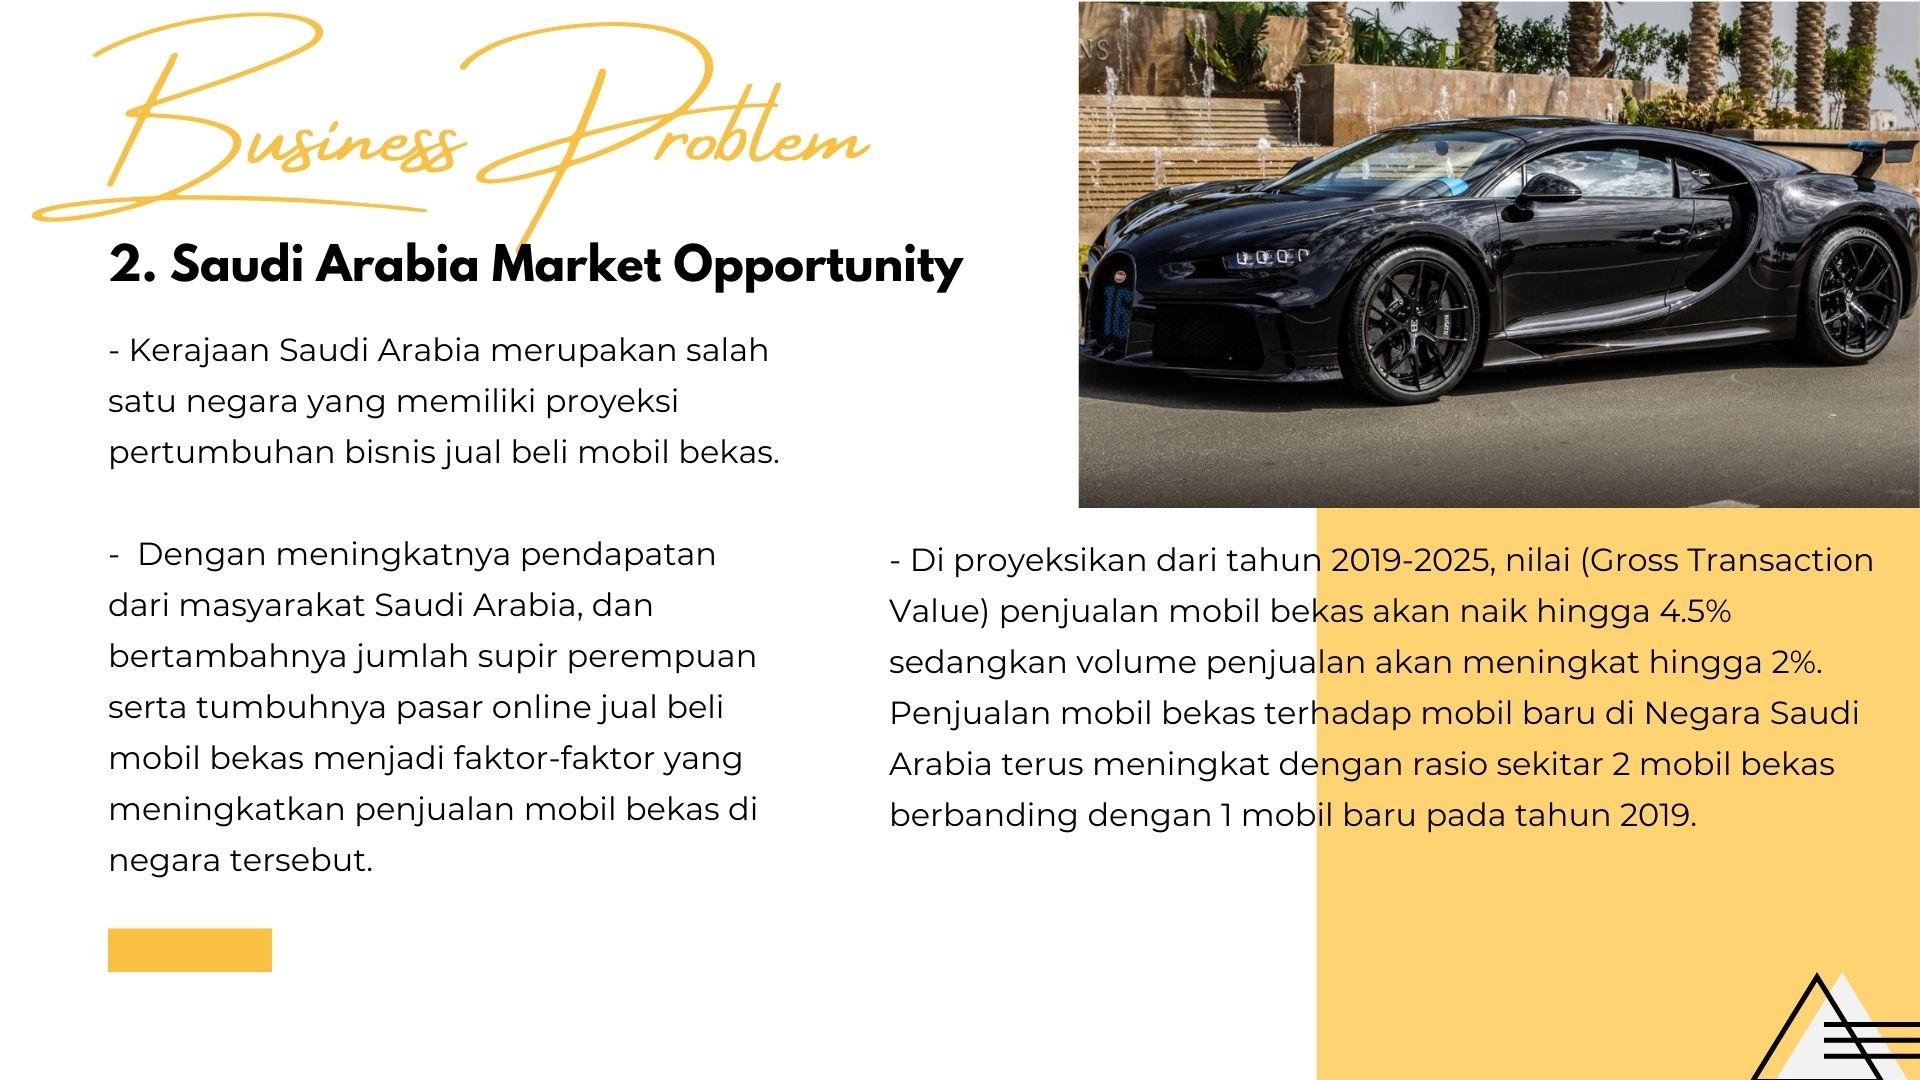 Business Problem
2. Saudi Arabia Market Opportunity
- Kerajaan Saudi Arabia merupakan salah
satu negara yang memiliki proyeksi
pertumbuhan bisnis jual beli mobil bekas.
- Dengan meningkatnya pendapatan
dari masyarakat Saudi Arabia, dan
bertambahnya jumlah supir perempuan
serta tumbuhnya pasar online jual beli
mobil bekas menjadi faktor-faktor yang
meningkatkan penjualan mobil bekas di
negara tersebut.
- Di proyeksikan dari tahun 2019-2025, nilai (Gross Transaction
Value) penjualan mobil bekas akan naik hingga 4.5%
sedangkan volume penjualan akan meningkat hingga 2%.
Penjualan mobil bekas terhadap mobil baru di Negara Saudi
Arabia terus meningkat dengan rasio sekitar 2 mobil bekas
berbanding dengan 1 mobil baru pada tahun 2019.
16